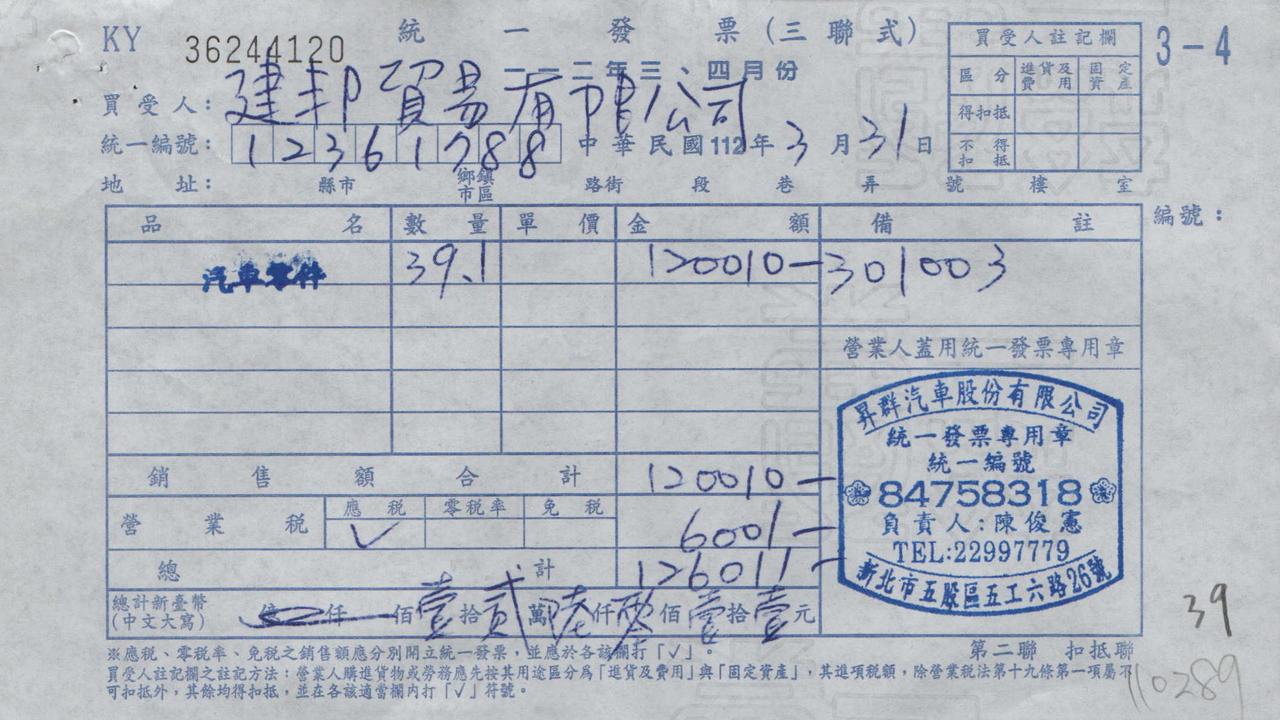 KY 36244120 統一發票(三聯式) 3-4
一一二年三、四月份
買受人: 建邦貿易有限公司
統一編號: 12361788 中華民國112年3月31日
地址: 縣市 鄉鎮市區 路街 段 巷 弄 號 樓 室
買受人註記欄
區分 進貨及費用 固定資產
得扣抵
不得扣抵
品名 數量 單價 金額 備註 編號:
汽車零件 39.1 120010- 301003
營業人蓋用統一發票專用章
昇群汽車股份有限公司
統一發票專用章
統一編號
84758318
負責人:陳俊憲
TEL:22997779
新北市五股區五工六路26號
銷售額合計 120010-
營業稅 應稅 零稅率 免稅
✓ 6001-
總計 126011-
總計新臺幣(中文大寫) 億仟佰壹拾貳萬陸仟零佰壹拾壹元
39
第二聯 扣抵聯
※應稅、零稅率、免稅之銷售額應分別開立統一發票,並應於各該欄打「✓」。
買受人註記欄之註記方法:營業人購進貨物或勞務應先按其用途區分為「進貨及費用」與「固定資產」,其進項稅額,除營業稅法第十九條第一項屬不
可扣抵外,其餘均得扣抵,並在各該適當欄內打「✓」符號。
110289